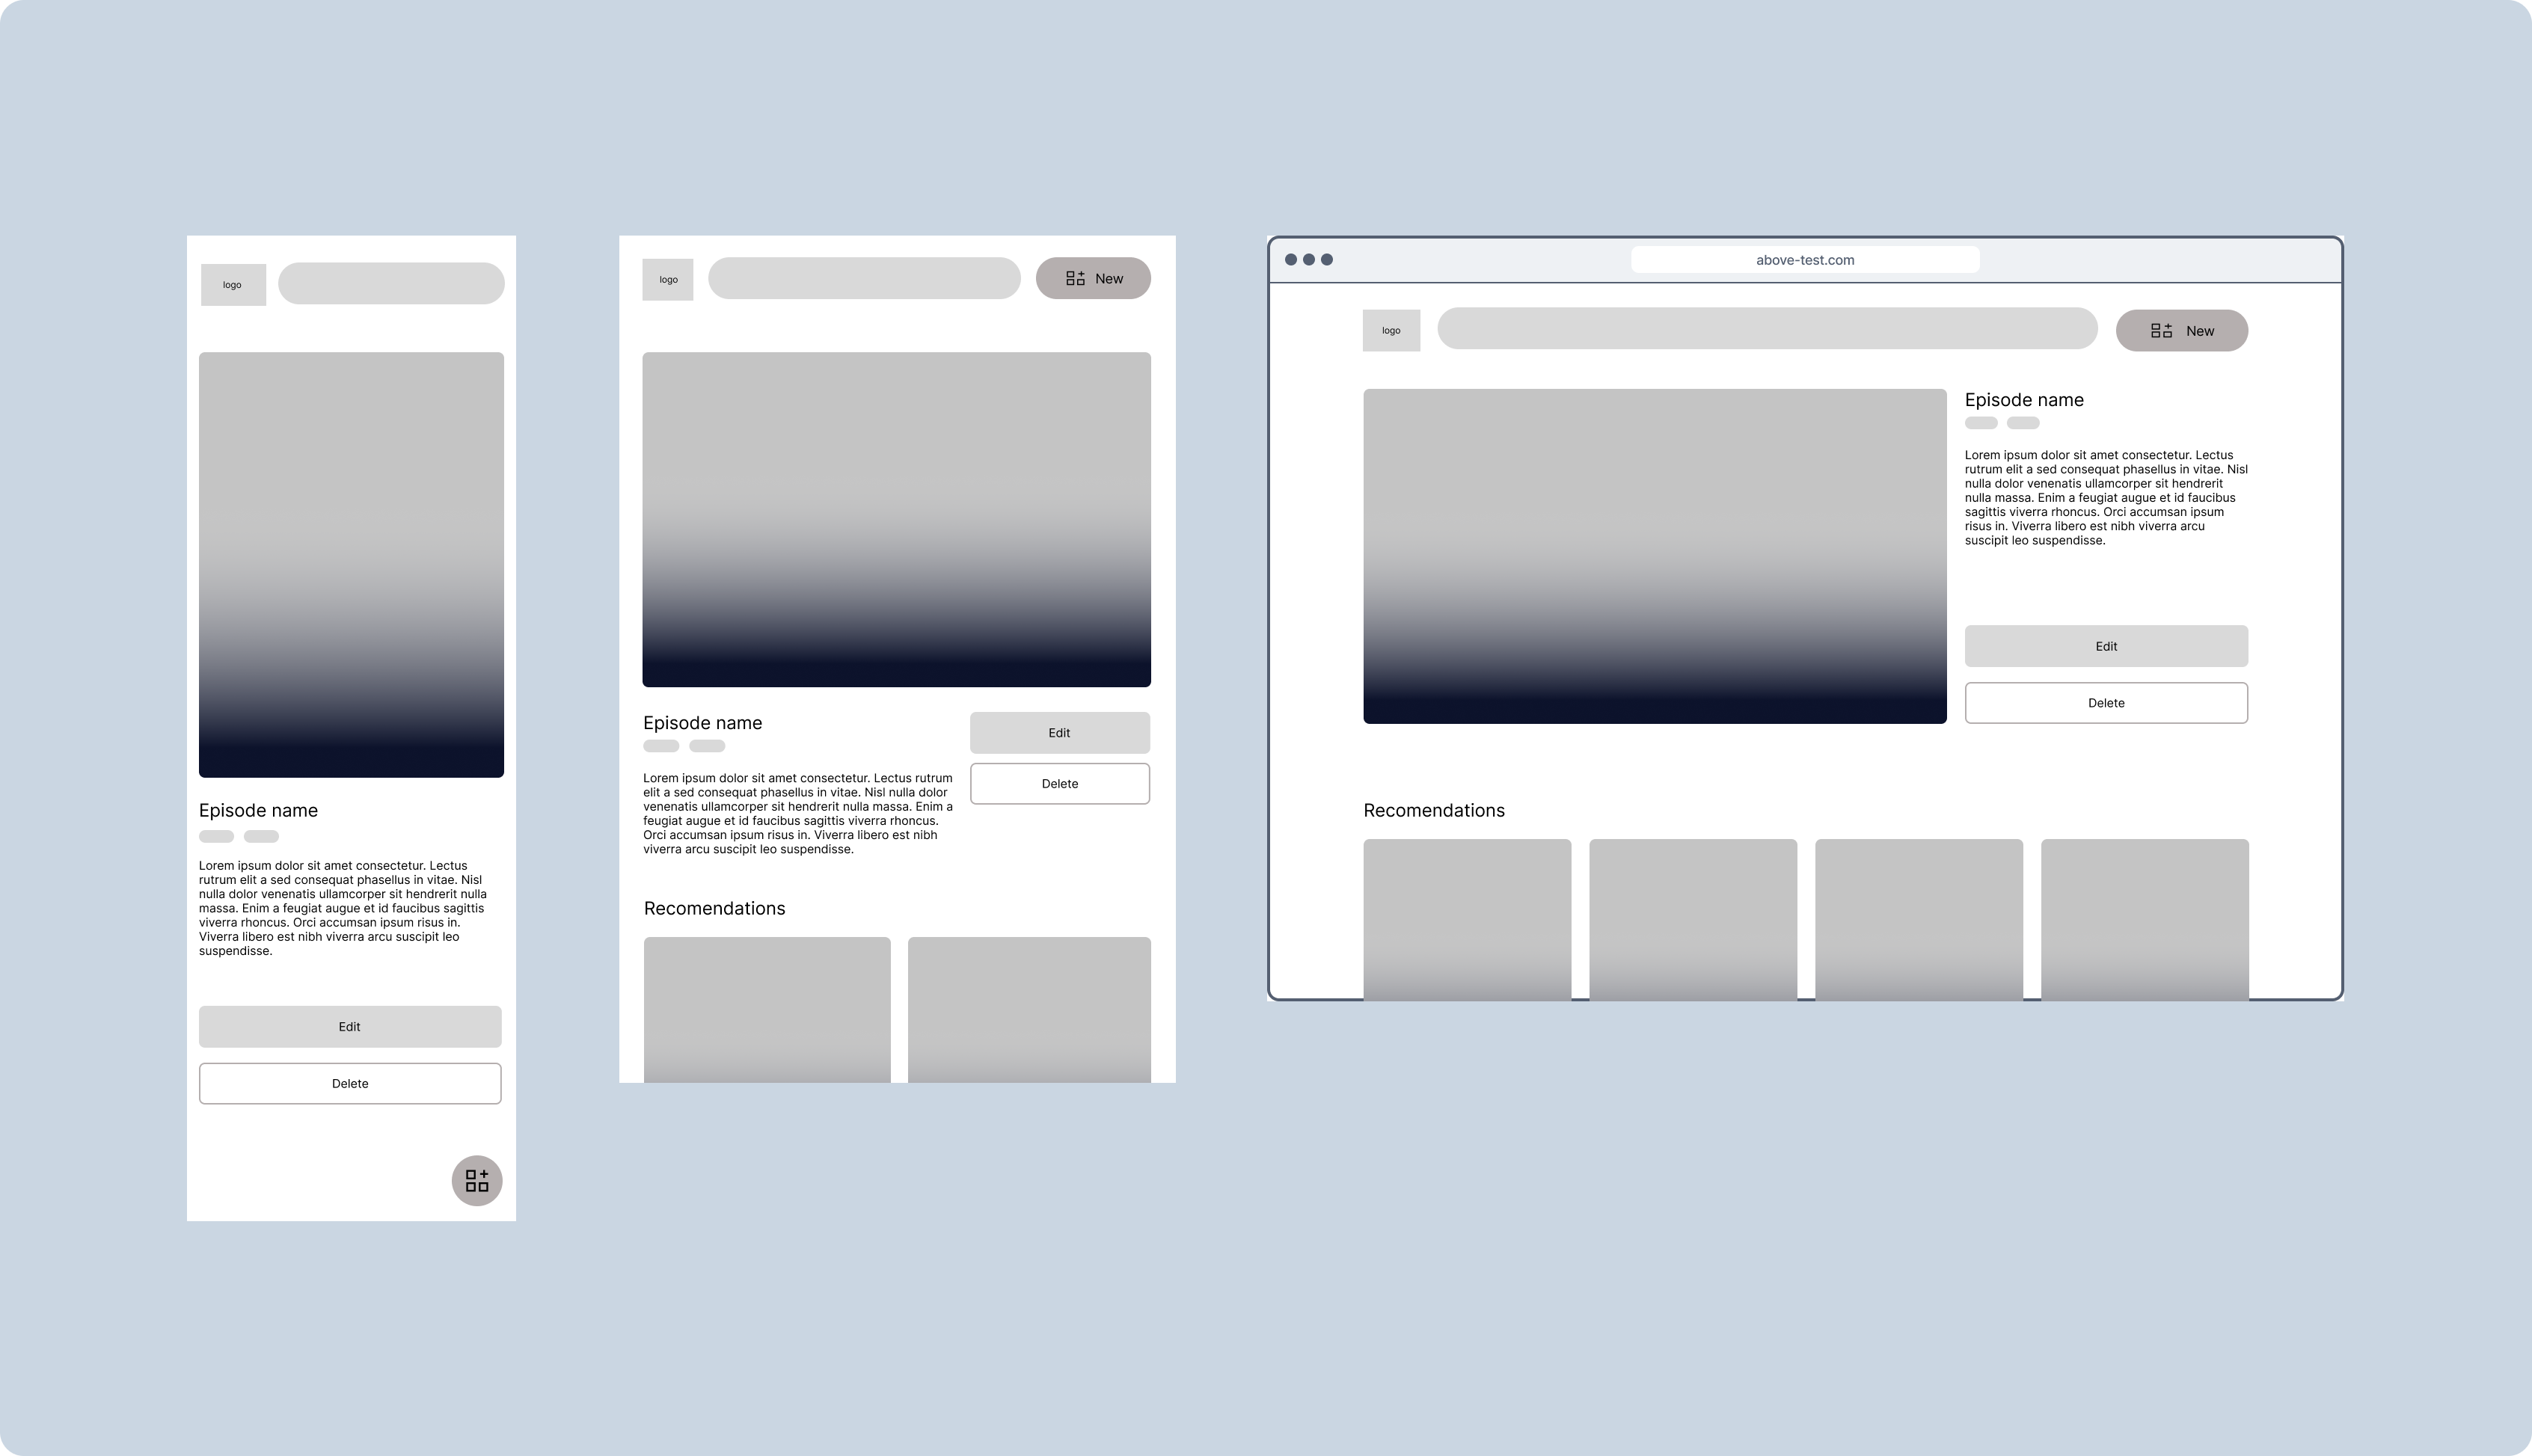 logo
Episode name
Lorem ipsum dolor sit amet consectetur. Lectus
rutrum elit a sed consequat phasellus in vitae. Nisl
nulla dolor venenatis ullamcorper sit hendrerit nulla
massa. Enim a feugiat augue et id faucibus sagittis
viverra rhoncus. Orci accumsan ipsum risus in.
Viverra libero est nibh viverra arcu suscipit leo
suspendisse.
Edit
Delete
logo
New
Episode name
Lorem ipsum dolor sit amet consectetur. Lectus rutrum
elit a sed consequat phasellus in vitae. Nisl nulla dolor
venenatis ullamcorper sit hendrerit nulla massa. Enim a
feugiat augue et id faucibus sagittis viverra rhoncus.
Orci accumsan ipsum risus in. Viverra libero est nibh
viverra arcu suscipit leo suspendisse.
Edit
Delete
Recomendations
above-test.com
logo
New
Episode name
Lorem ipsum dolor sit amet consectetur. Lectus
rutrum elit a sed consequat phasellus in vitae. Nisl
nulla dolor venenatis ullamcorper sit hendrerit
nulla massa. Enim a feugiat augue et id faucibus
sagittis viverra rhoncus. Orci accumsan ipsum
risus in. Viverra libero est nibh viverra arcu
suscipit leo suspendisse.
Edit
Delete
Recomendations